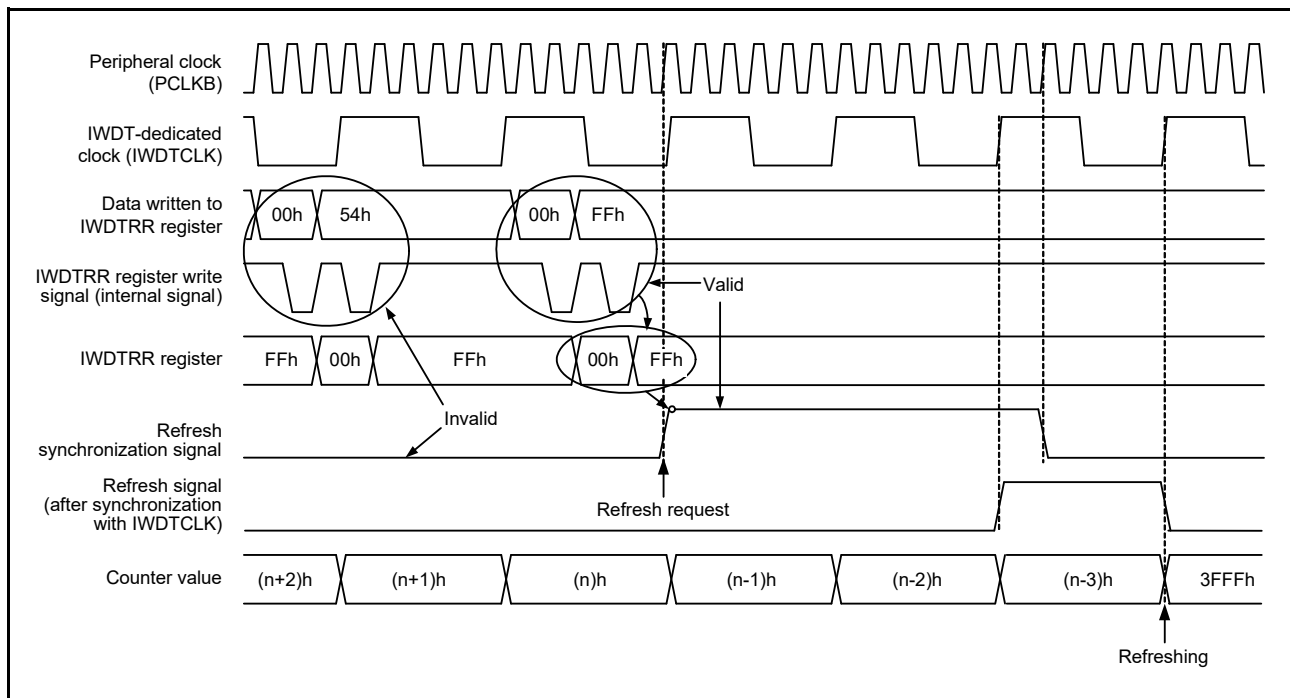 Peripheral clock
(PCLKB)
IWDT-dedicated
clock (IWDTCLK)
Data written to
IWDTRR register
00h 54h 00h FFh
IWDTRR register write
signal (internal signal)
Valid
IWDTRR register
FFh 00h FFh 00h FFh
Invalid
Refresh
synchronization signal
Refresh signal
(after synchronization
with IWDTCLK)
Refresh request
Counter value
(n+2)h (n+1)h (n)h (n-1)h (n-2)h (n-3)h 3FFFh
Refreshing